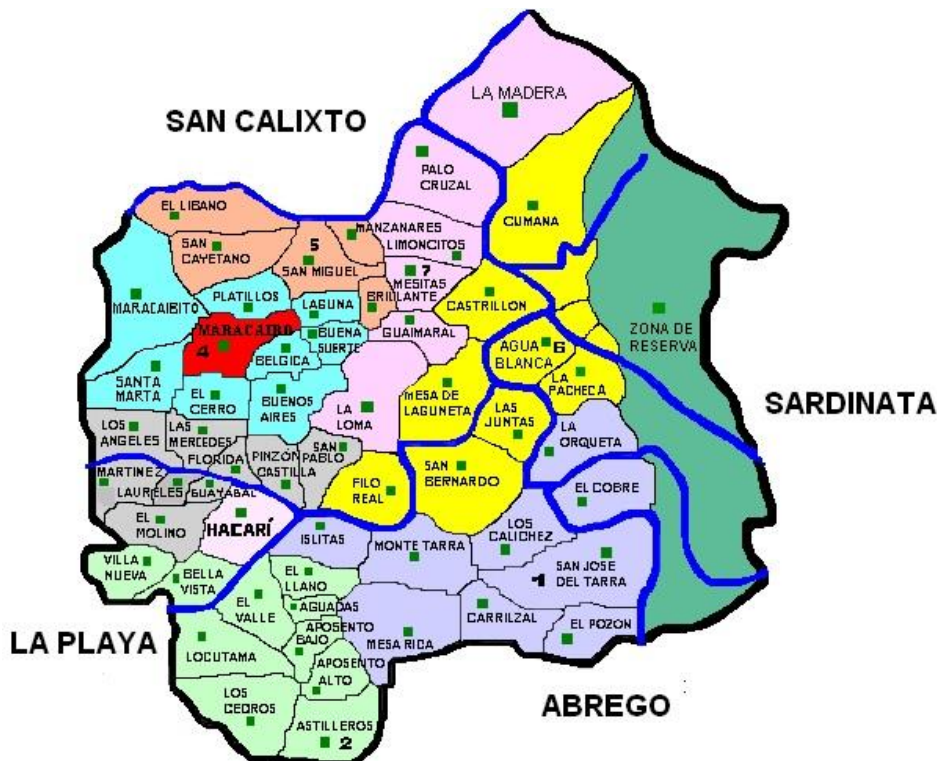 SAN CALIXTO
LA MADERA
PALO
CRUZAL
CUMANA
EL LIBANO
SAN
CAYETANO
5
SAN MIGUEL
MANZANARES
LIMONCITOS
7
MESITAS
BRILLANTE
CASTRILLON
MARACAIBITO
PLATILLOS
LAGUNA
GUAIMARAL
ZONA DE
RESERVA
MARACAIBO
4
BUENA
SUERTE
BELGICA
AGUA
BLANCA
6
LA
PACHECA
SANTA
MARTA
EL
CERRO
BUENOS
AIRES
LA
LOMA
MESA DE
LAGUNETA
LAS
JUNTAS
SARDINATA
LOS
ANGELES
LAS
MERCEDES
FLORIDA
PINZÓN
CASTILLA
SAN
PABLO
LA
ORQUETA
MARTINEZ
LAURELES
GUAYABAL
FILO
REAL
SAN
BERNARDO
EL COBRE
EL
MOLINO
HACARÍ
ISLITAS
MONTE TARRA
LOS
CALICHEZ
VILLA
NUEVA
BELLA
VISTA
EL
LLANO
1
SAN JOSE
DEL TARRA
EL
VALLE
AGUADAS
CARRILZAL
EL POZON
LA PLAYA
LOCUTAMA
APOSENTO
BAJO
MESA RICA
APOSENTO
ALTO
LOS
CEDROS
ASTILLEROS
2
ABREGO